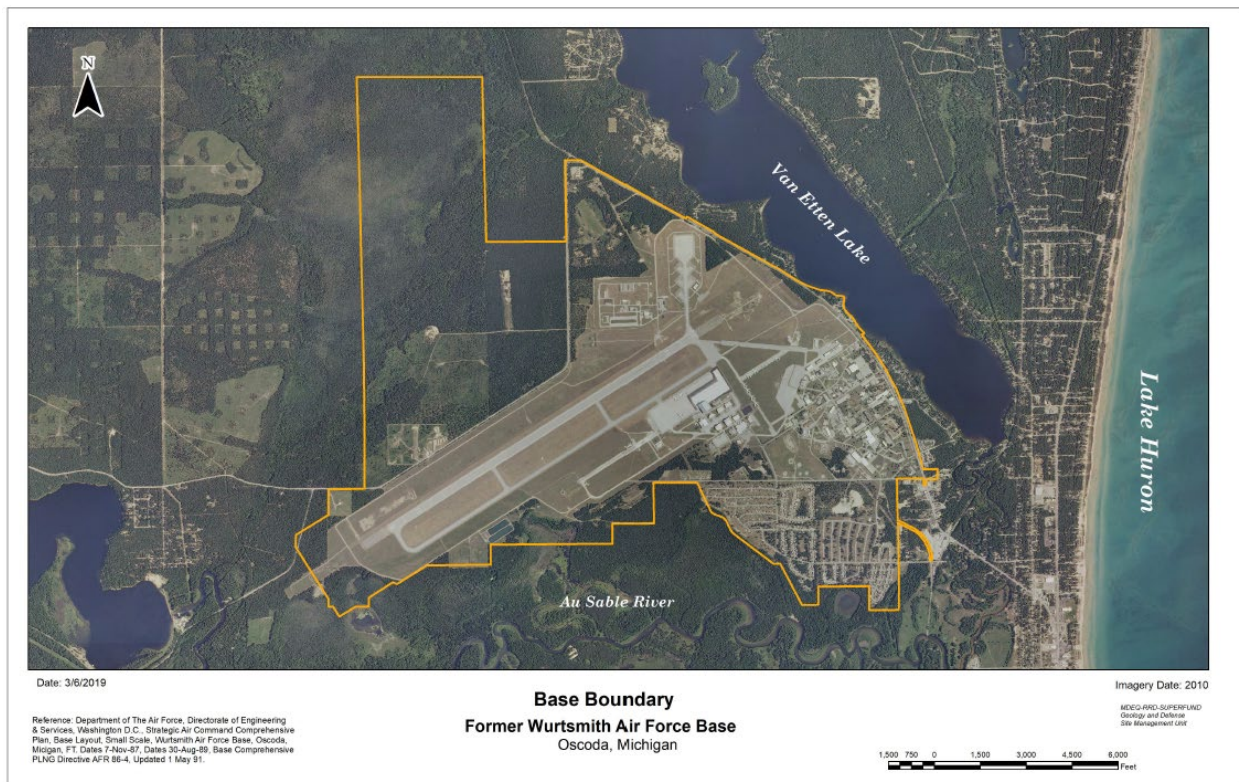 N
Van Etten Lake
Lake Huron
Au Sable River
Date: 3/6/2019
Imagery Date: 2010
Base Boundary
Former Wurtsmith Air Force Base
Oscoda, Michigan
MDEQ-RRD-SUPERFUND
Geology and Defense
Site Management Unit
Reference: Department of The Air Force, Directorate of Engineering
& Services, Washington D.C., Strategic Air Command Comprehensive
Plan, Base Layout, Small Scale, Wurtsmith Air Force Base, Oscoda,
Micigan, FT. Dates 7-Nov-87, Dates 30-Aug-89, Base Comprehensive
PLNG Directive AFR 86-4, Updated 1 May 91.
1,500 750 0 1,500 3,000 4,500 6,000
Feet